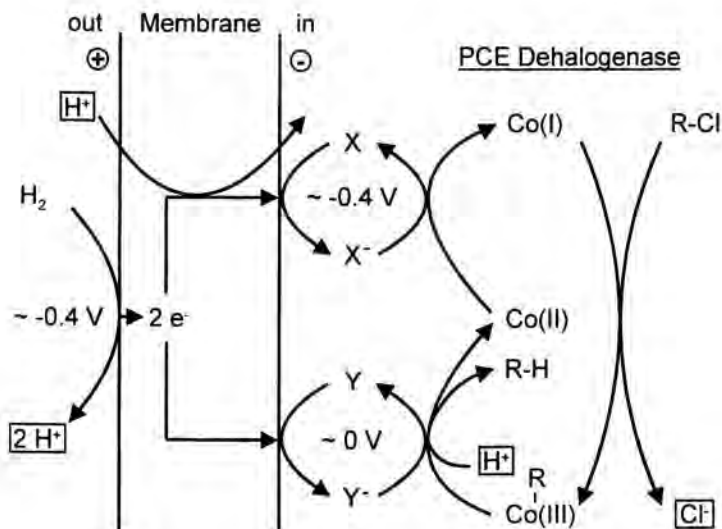 out Membrane in
⊕ ⊖ PCE Dehalogenase
H⁺
X Co(I) R-Cl
H₂ ~ -0.4 V
X⁻
~ -0.4 V 2 e⁻ Co(II)
Y R-H
~ 0 V
2 H⁺ H⁺
Y⁻ R
Co(III) Cl⁻